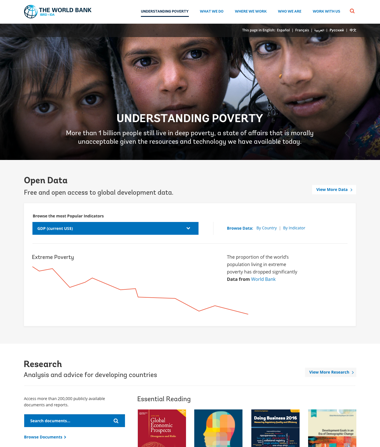 THE WORLD BANK
IBRD • IDA
UNDERSTANDING POVERTY
WHAT WE DO
WHERE WE WORK
WHO WE ARE
WORK WITH US
This page in English: Español | Français | العربية | Русский | 中文
UNDERSTANDING POVERTY
More than 1 billion people still live in deep poverty, a state of affairs that is morally
unacceptable given the resources and technology we have available today.
Open Data
Free and open access to global development data.
View More Data
Browse the most Popular Indicators
GDP (current US$)
Browse Data: By Country | By Indicator
Extreme Poverty
The proportion of the world's
population living in extreme
poverty has dropped significantly
Data from World Bank
Research
Analysis and advice for developing countries
View More Research
Access more than 200,000 publicly available
documents and reports.
Search documents...
Browse Documents
Essential Reading
Global
Economic
Prospects
Doing Business 2016